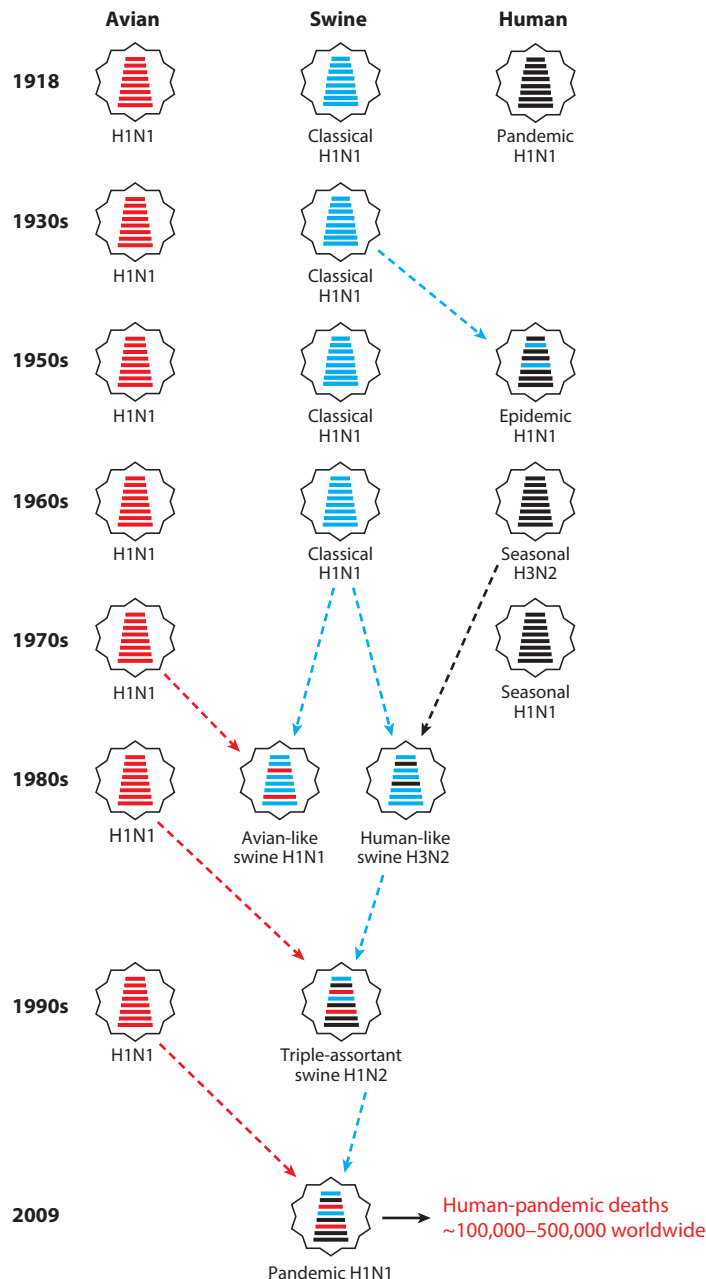 Avian Swine Human
1918
H1N1
Classical
H1N1
Pandemic
H1N1
1930s
H1N1
Classical
H1N1
1950s
H1N1
Classical
H1N1
Epidemic
H1N1
1960s
H1N1
Classical
H1N1
Seasonal
H3N2
1970s
H1N1
Seasonal
H1N1
1980s
H1N1
Avian-like
swine H1N1
Human-like
swine H3N2
1990s
H1N1
Triple-assortant
swine H1N2
2009
Pandemic H1N1
Human-pandemic deaths
~100,000–500,000 worldwide